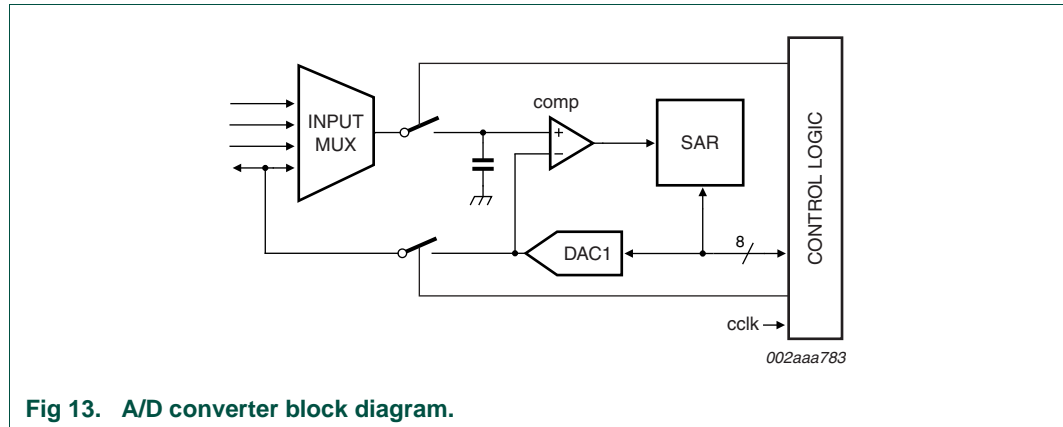 comp
INPUT
MUX
+
−
SAR
CONTROL LOGIC
DAC1
8
cclk
002aaa783
Fig 13. A/D converter block diagram.